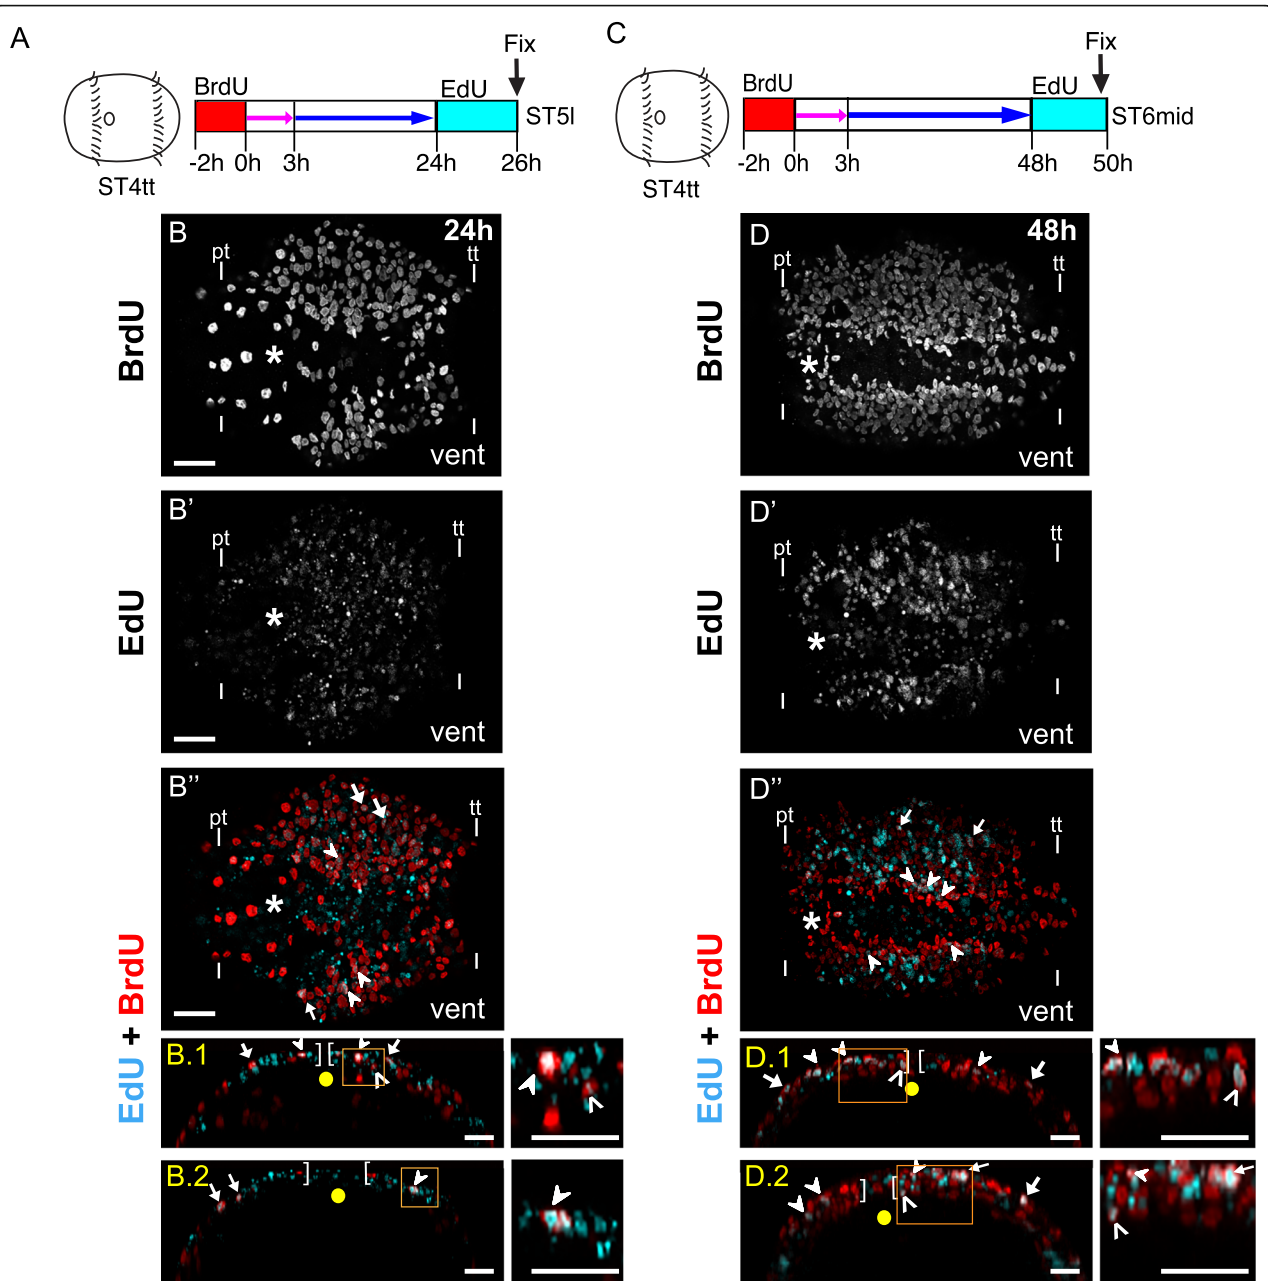 A
BrdU
EdU
Fix
ST5l
-2h 0h 3h 24h 26h
ST4tt
C
BrdU
EdU
Fix
ST6mid
-2h 0h 3h 48h 50h
ST4tt
BrdU
B
24h
pt
tt
*
vent
BrdU
D
48h
pt
tt
*
vent
EdU
B’
pt
tt
*
vent
EdU
D’
pt
tt
*
vent
EdU + BrdU
B’’
pt
tt
*
vent
B.1
] [
B.2
] [
EdU + BrdU
D’’
pt
tt
*
vent
D.1
] [
D.2
] [